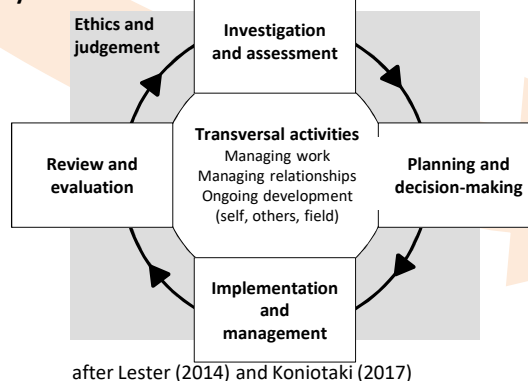 Ethics and
judgement
Investigation
and assessment
Transversal activities
Managing work
Managing relationships
Ongoing development
(self, others, field)
Review and
evaluation
Planning and
decision-making
Implementation
and
management
after Lester (2014) and Koniotaki (2017)